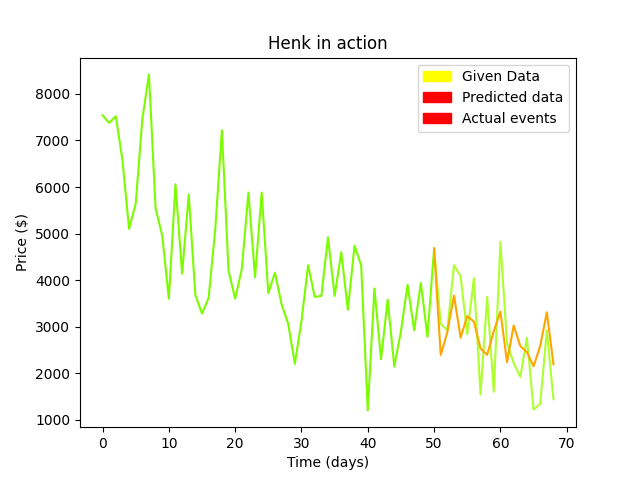 Henk in action
Given Data
Predicted data
Actual events
8000
7000
6000
5000
4000
3000
2000
1000
Price ($)
0 10 20 30 40 50 60 70
Time (days)